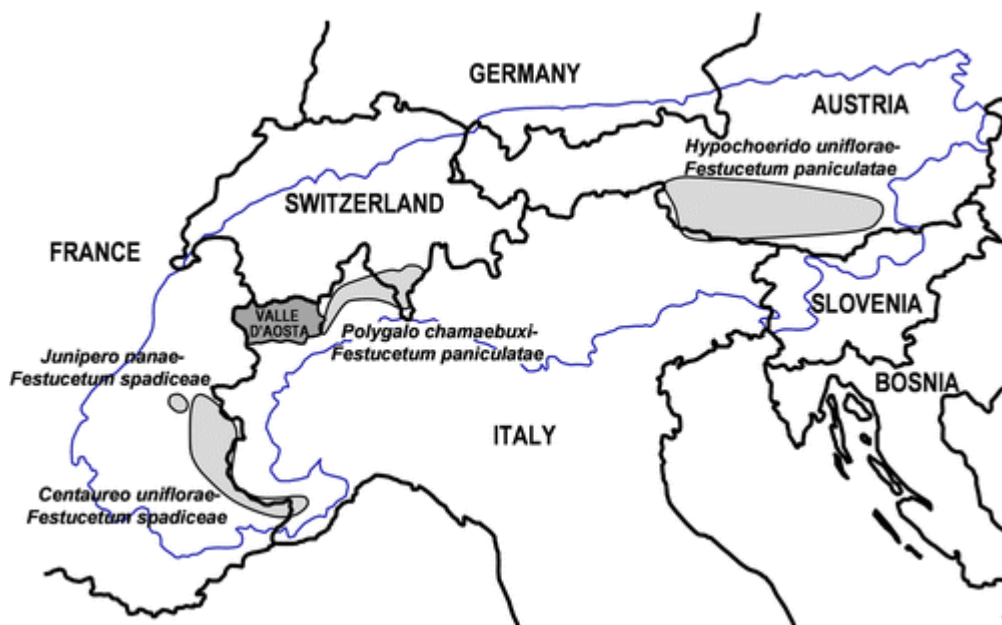 GERMANY
AUSTRIA
Hypochoerido uniflorae-
Festucetum paniculatae
SWITZERLAND
FRANCE
VALLE
D'AOSTA
SLOVENIA
Polygalo chamaebuxi-
Festucetum paniculatae
Junipero panae-
Festucetum spadiceae
BOSNIA
ITALY
Centaureo uniflorae-
Festucetum spadiceae